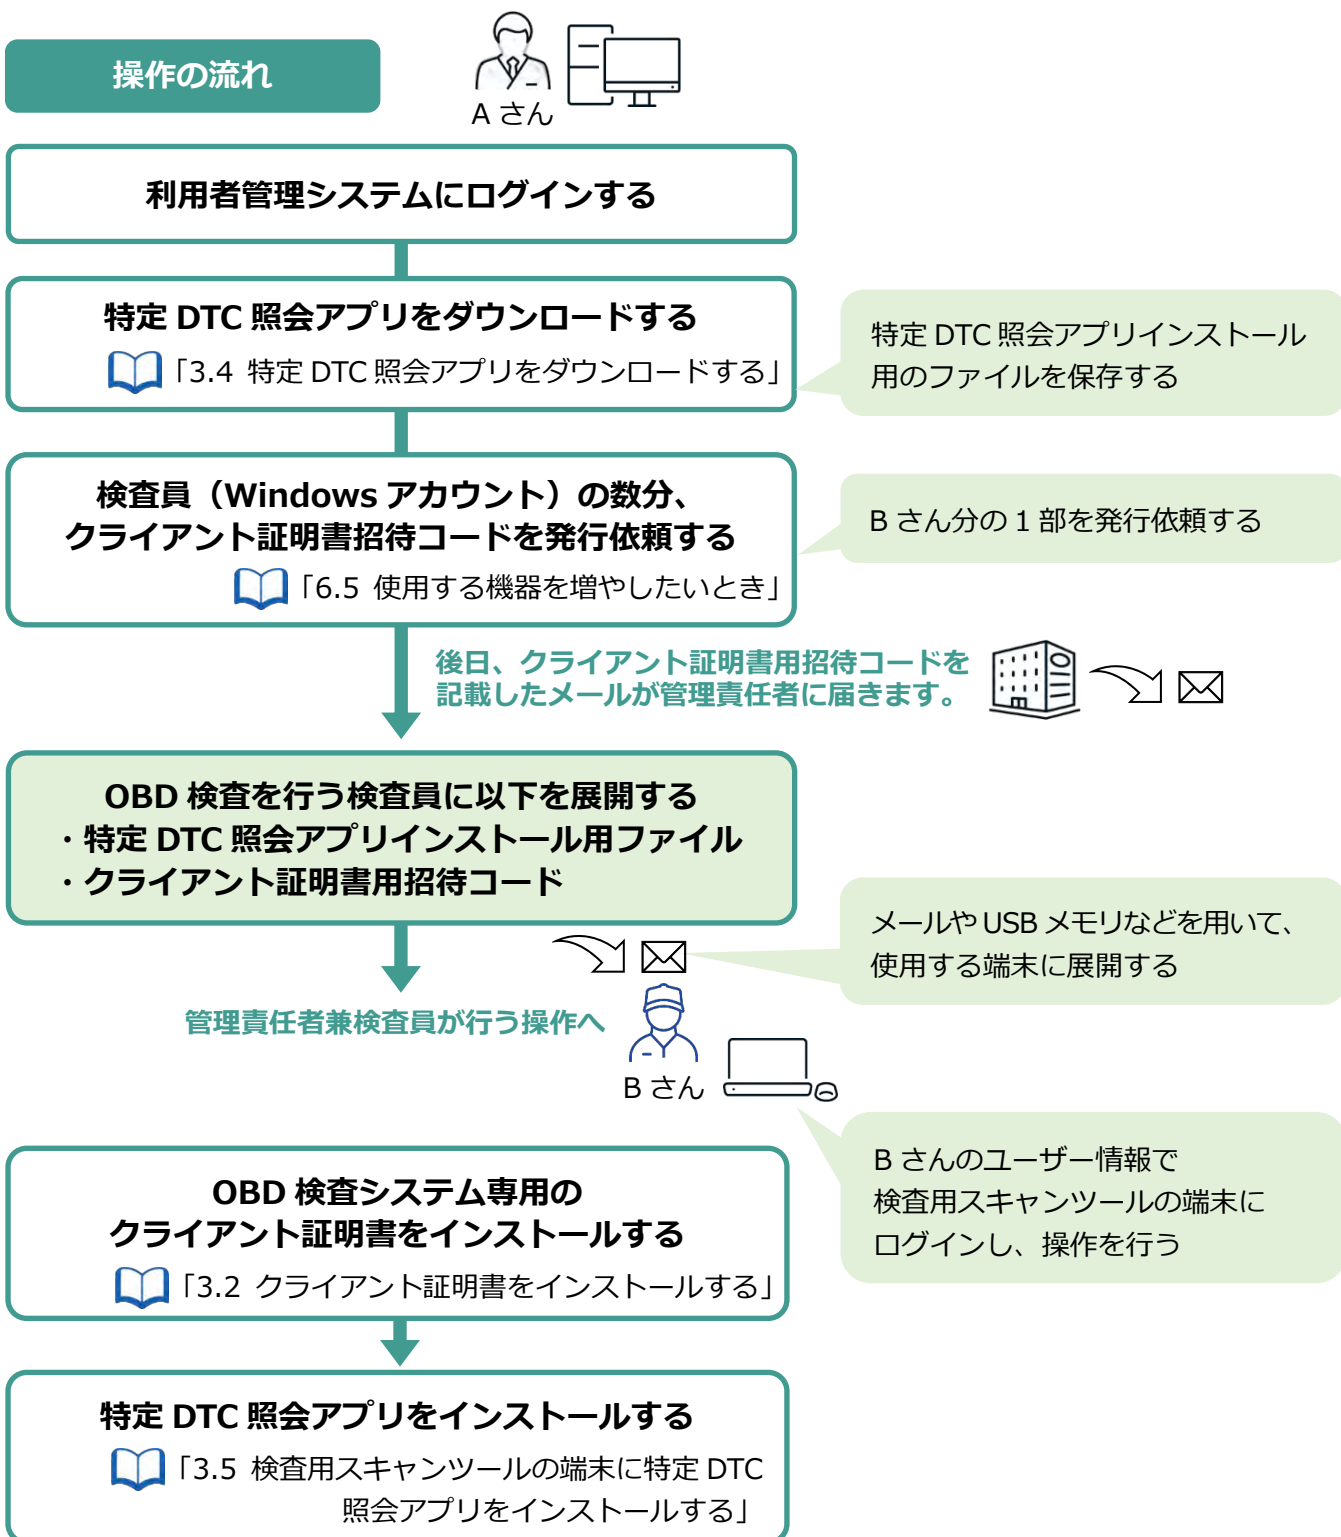 操作の流れ
A さん
利用者管理システムにログインする
特定 DTC 照会アプリをダウンロードする
「3.4 特定 DTC 照会アプリをダウンロードする」
特定 DTC 照会アプリインストール
用のファイルを保存する
検査員（Windows アカウント）の数分、
クライアント証明書招待コードを発行依頼する
「6.5 使用する機器を増やしたいとき」
B さん分の 1 部を発行依頼する
後日、クライアント証明書用招待コードを
記載したメールが管理責任者に届きます。
OBD 検査を行う検査員に以下を展開する
・特定 DTC 照会アプリインストール用ファイル
・クライアント証明書用招待コード
メールや USB メモリなどを用いて、
使用する端末に展開する
管理責任者兼検査員が行う操作へ
B さん
B さんのユーザー情報で
検査用スキャンツールの端末に
ログインし、操作を行う
OBD 検査システム専用の
クライアント証明書をインストールする
「3.2 クライアント証明書をインストールする」
特定 DTC 照会アプリをインストールする
「3.5 検査用スキャンツールの端末に特定 DTC
照会アプリをインストールする」